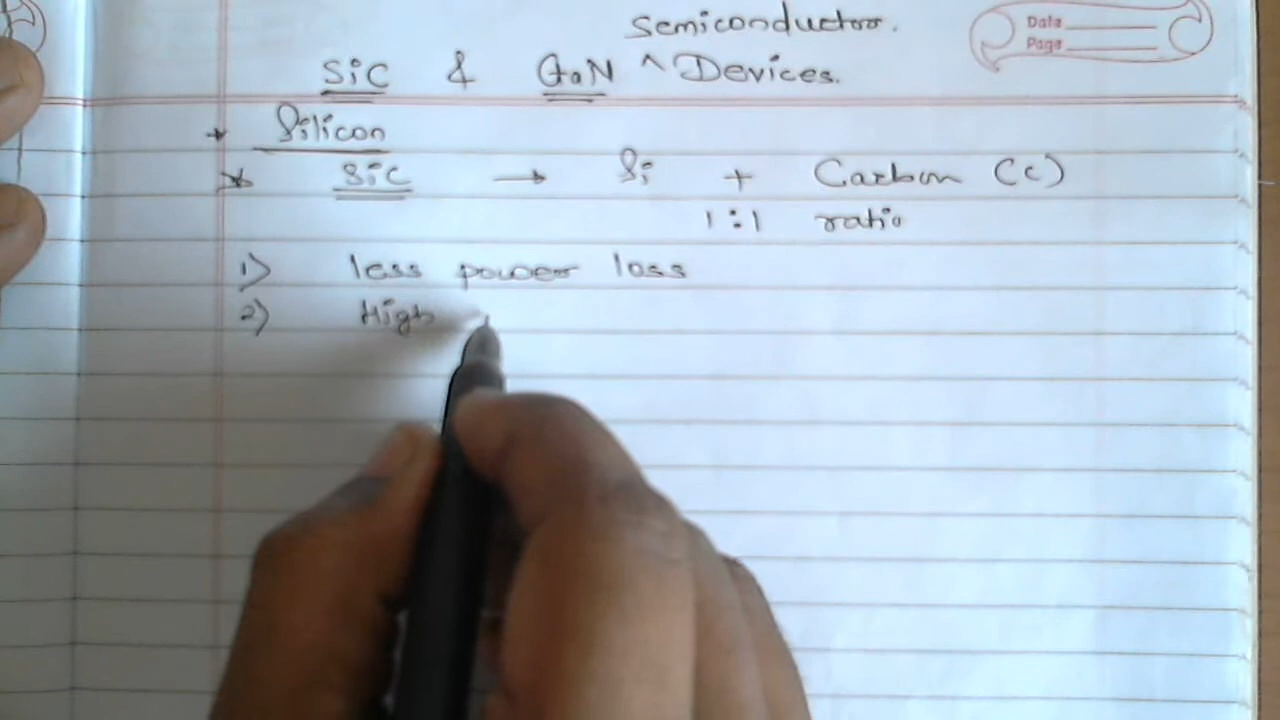 Semiconductor.
SiC & GaN ^ Devices.
Date
Page
* Silicon
* SiC → Si + Carbon (C)
1:1 ratio
1) less power loss
2) High